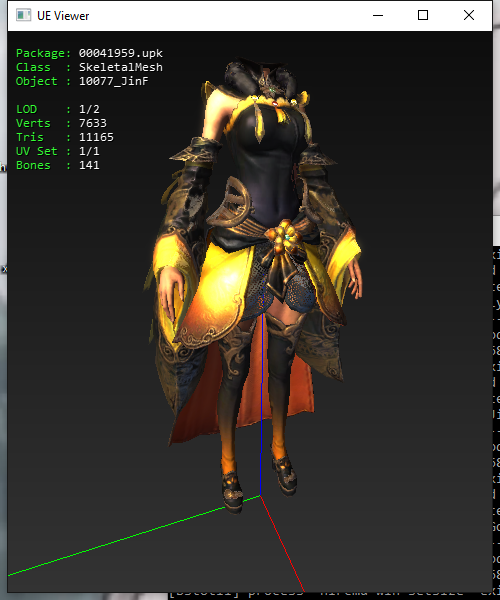 UE Viewer
Package: 00041959.upk
Class : SkeletalMesh
Object : 10077_JinF
LOD : 1/2
Verts : 7633
Tris : 11165
UV Set : 1/1
Bones : 141